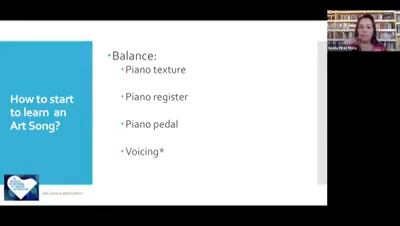 How to start
to learn an
Art Song?
Balance:
Piano texture
Piano register
Piano pedal
Voicing*